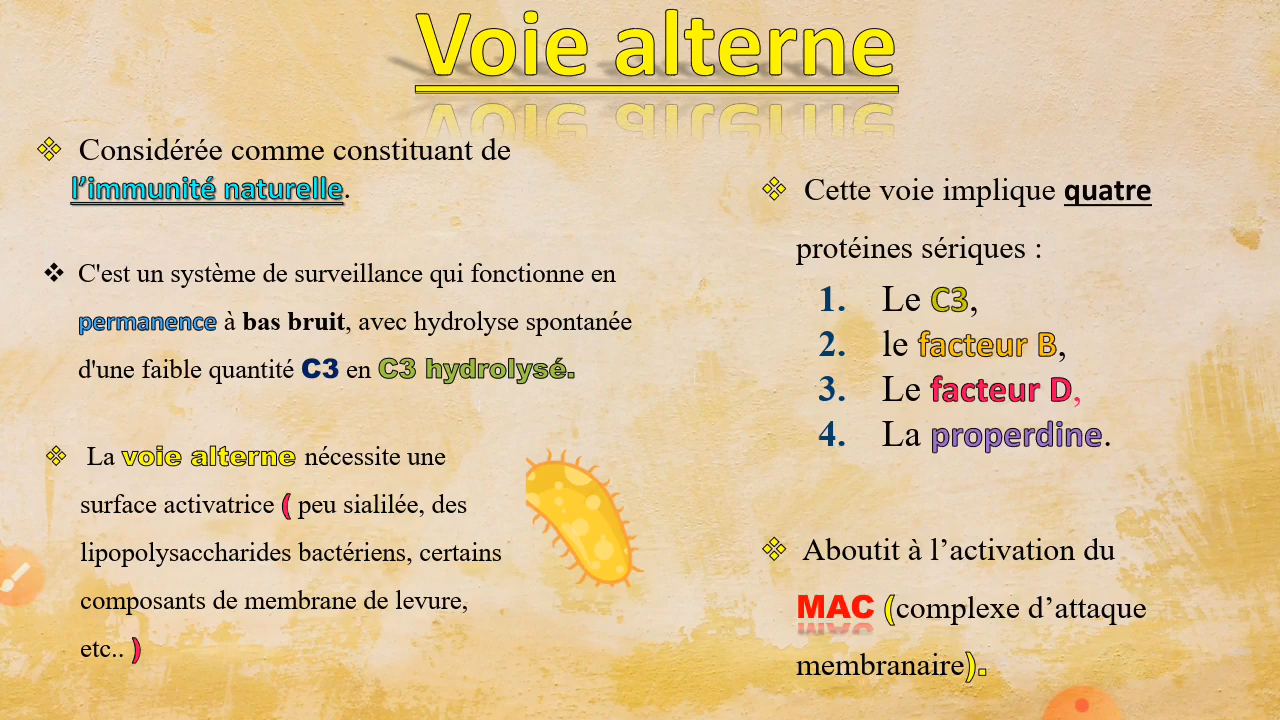 Voie alterne
❖ Considérée comme constituant de
l’immunité naturelle.
❖ C'est un système de surveillance qui fonctionne en
permanence à bas bruit, avec hydrolyse spontanée
d'une faible quantité C3 en C3 hydrolysé.
❖ La voie alterne nécessite une
surface activatrice ( peu sialilée, des
lipopolysaccharides bactériens, certains
composants de membrane de levure,
etc.. )
❖ Cette voie implique quatre
protéines sériques :
1. Le C3,
2. le facteur B,
3. Le facteur D,
4. La properdine.
❖ Aboutit à l’activation du
MAC (complexe d’attaque
membranaire).